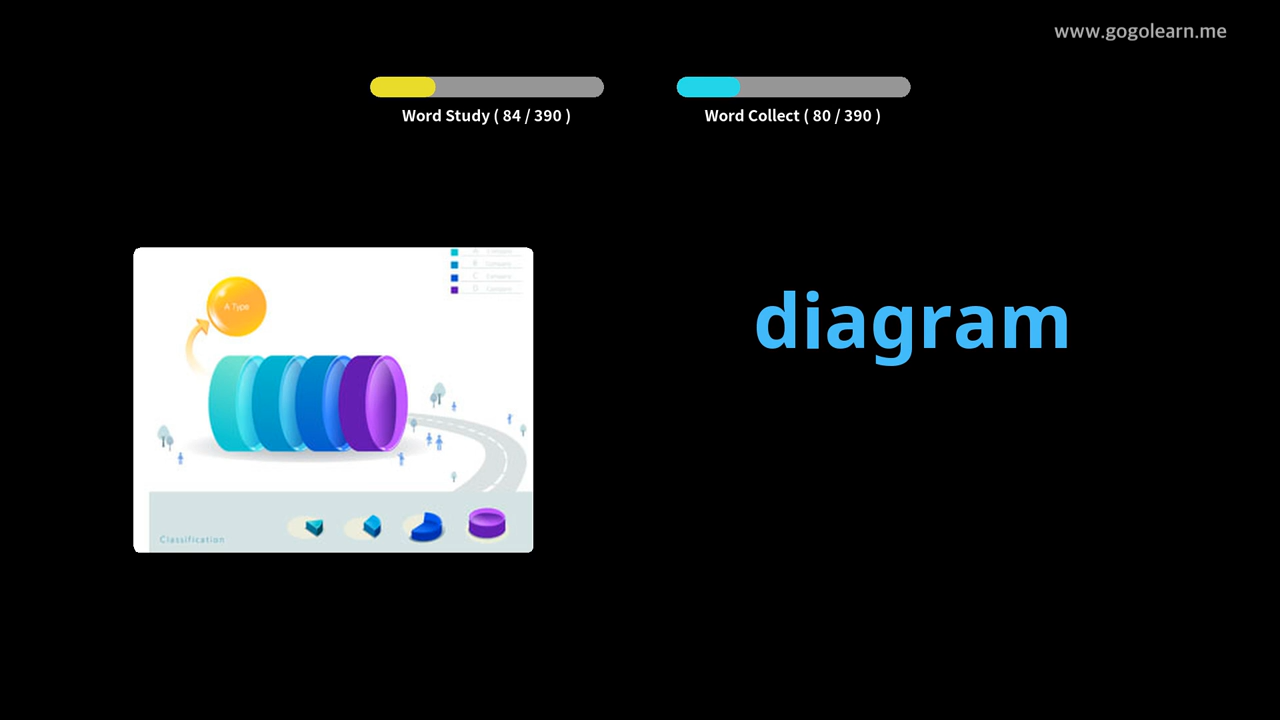 www.gogolearn.me
Word Study ( 84 / 390 )
Word Collect ( 80 / 390 )
diagram
A Type
B
C
D
Classification